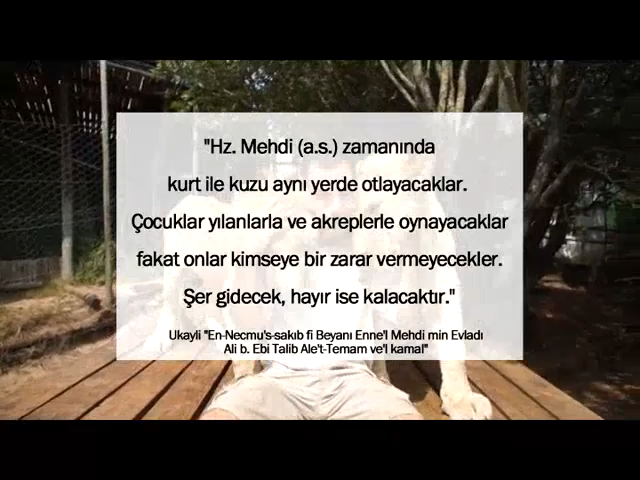 "Hz. Mehdi (a.s.) zamanında
kurt ile kuzu aynı yerde otlayacaklar.
Çocuklar yılanlarla ve akreplerle oynayacaklar
fakat onlar kimseye bir zarar vermeyecekler.
Şer gidecek, hayır ise kalacaktır."
Ukayli "En-Necmu's-sakıb fi Beyanı Enne'l Mehdi min Evladı
Ali b. Ebi Talib Ale't-Temam ve'l kamal"